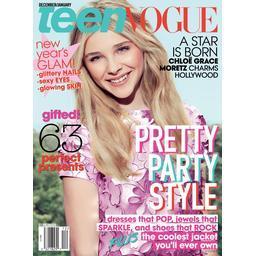 DECEMBER/JANUARY
teenVOGUE
new
year's
GLAM!
-glittery NAILS
-sexy EYES
-glowing SKIN
A STAR
IS BORN
CHLOË GRACE
MORETZ CHARMS
HOLLYWOOD
gifted!
63
perfect
presents
PRETTY
PARTY
STYLE
dresses that POP, jewels that
SPARKLE, and shoes that ROCK
PLUS the coolest jacket
you'll ever own